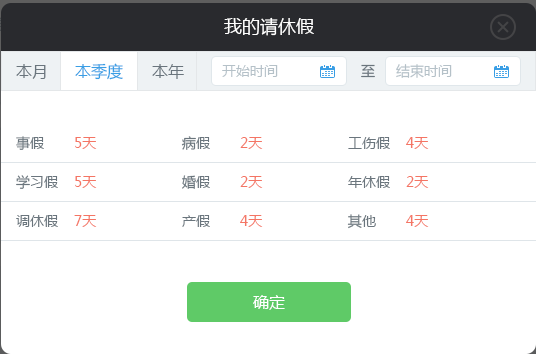 我的请休假
本月 本季度 本年 开始时间 至 结束时间
事假 5天 病假 2天 工伤假 4天
学习假 5天 婚假 2天 年休假 2天
调休假 7天 产假 4天 其他 4天
确定